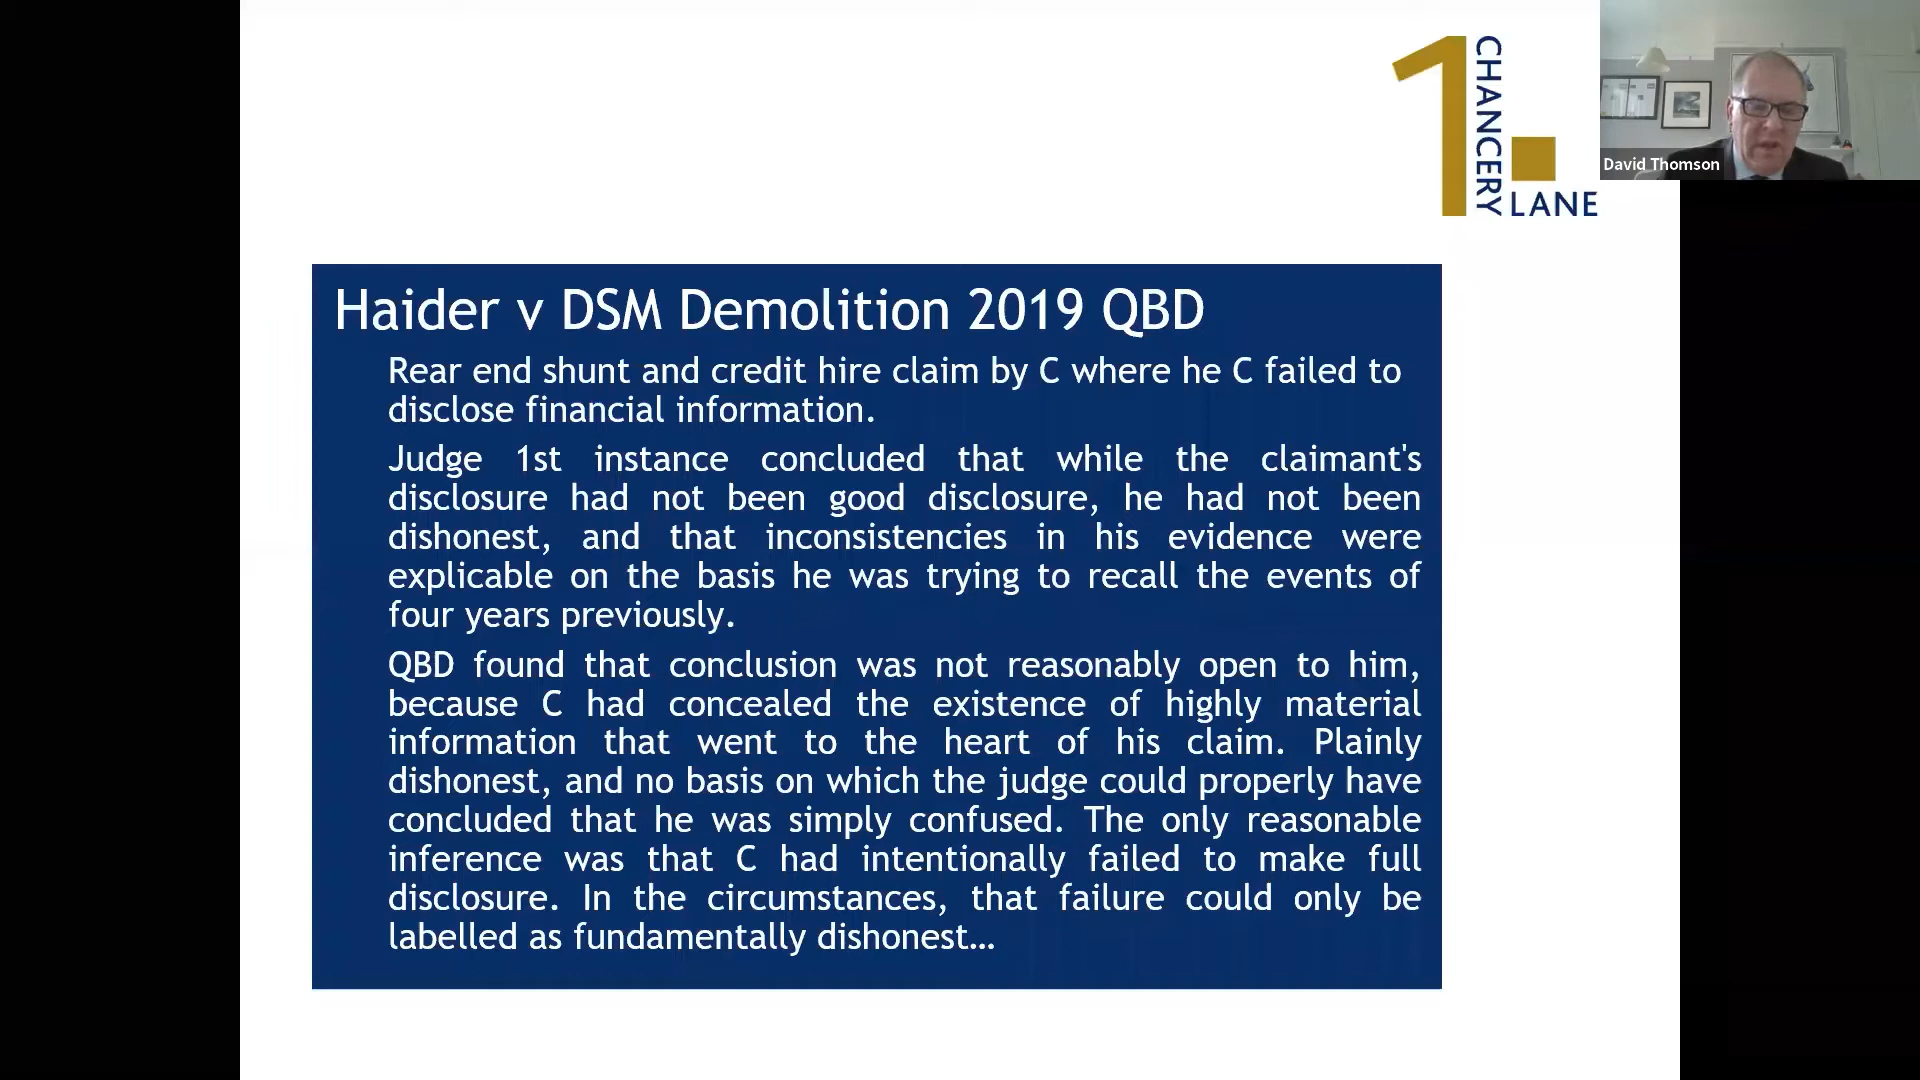 1 CHANCERY LANE
David Thomson
Haider v DSM Demolition 2019 QBD
Rear end shunt and credit hire claim by C where he C failed to
disclose financial information.
Judge 1st instance concluded that while the claimant's
disclosure had not been good disclosure, he had not been
dishonest, and that inconsistencies in his evidence were
explicable on the basis he was trying to recall the events of
four years previously.
QBD found that conclusion was not reasonably open to him,
because C had concealed the existence of highly material
information that went to the heart of his claim. Plainly
dishonest, and no basis on which the judge could properly have
concluded that he was simply confused. The only reasonable
inference was that C had intentionally failed to make full
disclosure. In the circumstances, that failure could only be
labelled as fundamentally dishonest…